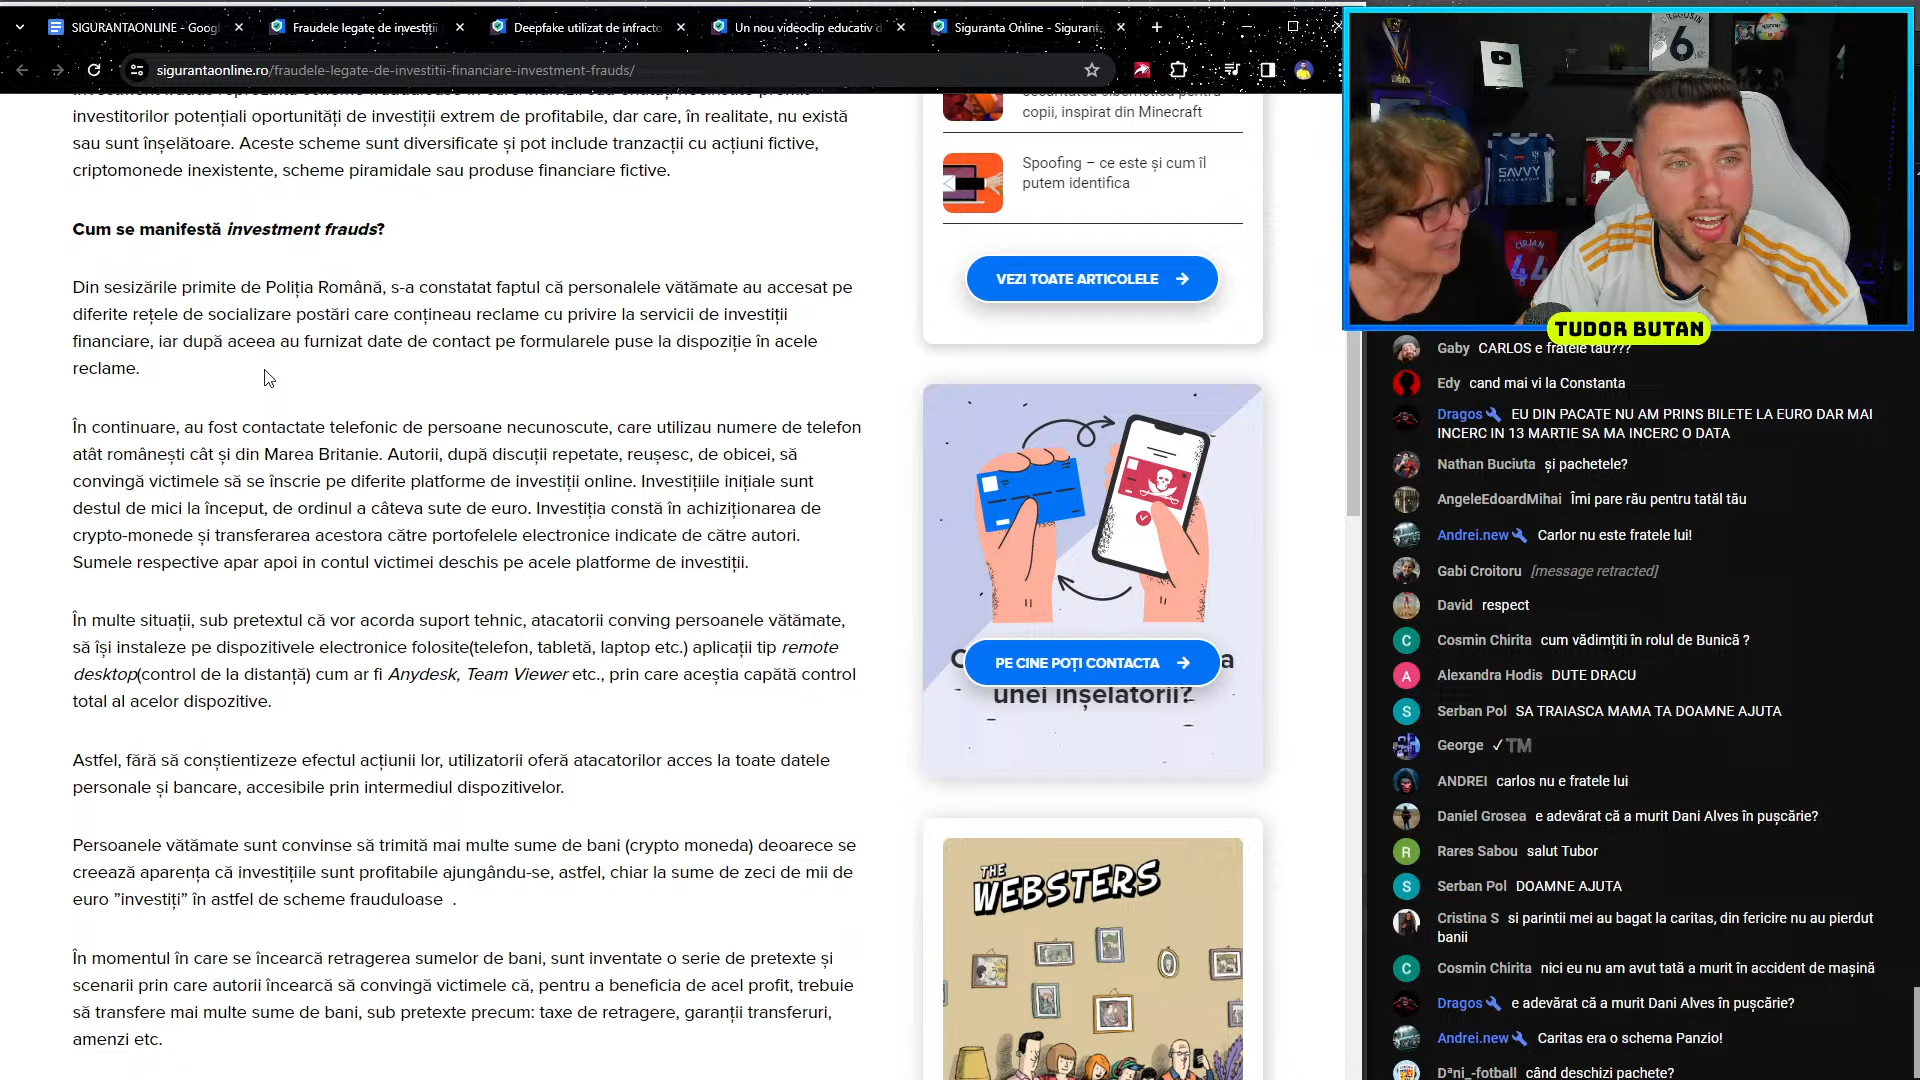 SIGURANTAONLINE - Googl
Fraudele legate de investiții
Deepfake utilizat de infracto
Un nou videoclip educativ d
Siguranta Online - Siguranț
sigurantaonline.ro/fraudele-legate-de-investitii-financiare-investment-frauds/
investitorilor potențiali oportunități de investiții extrem de profitabile, dar care, în realitate, nu există
sau sunt înșelătoare. Aceste scheme sunt diversificate și pot include tranzacții cu acțiuni fictive,
criptomonede inexistente, scheme piramidale sau produse financiare fictive.
Cum se manifestă investment frauds?
Din sesizările primite de Poliția Română, s-a constatat faptul că personalele vătămate au accesat pe
diferite rețele de socializare postări care conțineau reclame cu privire la servicii de investiții
financiare, iar după aceea au furnizat date de contact pe formularele puse la dispoziție în acele
reclame.
În continuare, au fost contactate telefonic de persoane necunoscute, care utilizau numere de telefon
atât românești cât și din Marea Britanie. Autorii, după discuții repetate, reușesc, de obicei, să
convingă victimele să se înscrie pe diferite platforme de investiții online. Investițiile inițiale sunt
destul de mici la început, de ordinul a câteva sute de euro. Investiția constă în achiziționarea de
crypto-monede și transferarea acestora către portofelele electronice indicate de către autori.
Sumele respective apar apoi in contul victimei deschis pe acele platforme de investiții.
În multe situații, sub pretextul că vor acorda suport tehnic, atacatorii conving persoanele vătămate,
să își instaleze pe dispozitivele electronice folosite(telefon, tabletă, laptop etc.) aplicații tip remote
desktop(control de la distanță) cum ar fi Anydesk, Team Viewer etc., prin care aceștia capătă control
total al acelor dispozitive.
Astfel, fără să conștientizeze efectul acțiunii lor, utilizatorii oferă atacatorilor acces la toate datele
personale și bancare, accesibile prin intermediul dispozitivelor.
Persoanele vătămate sunt convinse să trimită mai multe sume de bani (crypto moneda) deoarece se
creează aparența că investițiile sunt profitabile ajungându-se, astfel, chiar la sume de zeci de mii de
euro ”investiți” în astfel de scheme frauduloase .
În momentul în care se încearcă retragerea sumelor de bani, sunt inventate o serie de pretexte și
scenarii prin care autorii încearcă să convingă victimele că, pentru a beneficia de acel profit, trebuie
să transfere mai multe sume de bani, sub pretexte precum: taxe de retragere, garanții transferuri,
amenzi etc.
copii, inspirat din Minecraft
Spoofing – ce este și cum îl
putem identifica
VEZI TOATE ARTICOLELE
PE CINE POȚI CONTACTA
unei înșelătorii?
THE
WEBSTERS
DRAGUSIN
6
SAVVY
CIRJAN
44
TUDOR BUTAN
Gaby CARLOS e fratele tău???
Edy cand mai vi la Constanta
Dragos EU DIN PACATE NU AM PRINS BILETE LA EURO DAR MAI
INCERC IN 13 MARTIE SA MA INCERC O DATA
Nathan Buciuta și pachetele?
AngeleEdoardMihai Îmi pare rău pentru tatăl tău
Andrei.new Carlor nu este fratele lui!
Gabi Croitoru [message retracted]
David respect
C Cosmin Chirita cum vădimțiti în rolul de Bunică ?
A Alexandra Hodis DUTE DRACU
S Serban Pol SA TRAIASCA MAMA TA DOAMNE AJUTA
George ✓™
ANDREI carlos nu e fratele lui
Daniel Grosea e adevărat că a murit Dani Alves în pușcărie?
R Rares Sabou salut Tubor
S Serban Pol DOAMNE AJUTA
Cristina S si parintii mei au bagat la caritas, din fericire nu au pierdut
banii
C Cosmin Chirita nici eu nu am avut tată a murit în accident de mașină
Dragos e adevărat că a murit Dani Alves în pușcărie?
Andrei.new Caritas era o schema Panzio!
Dªni_-fotball când deschizi pachete?